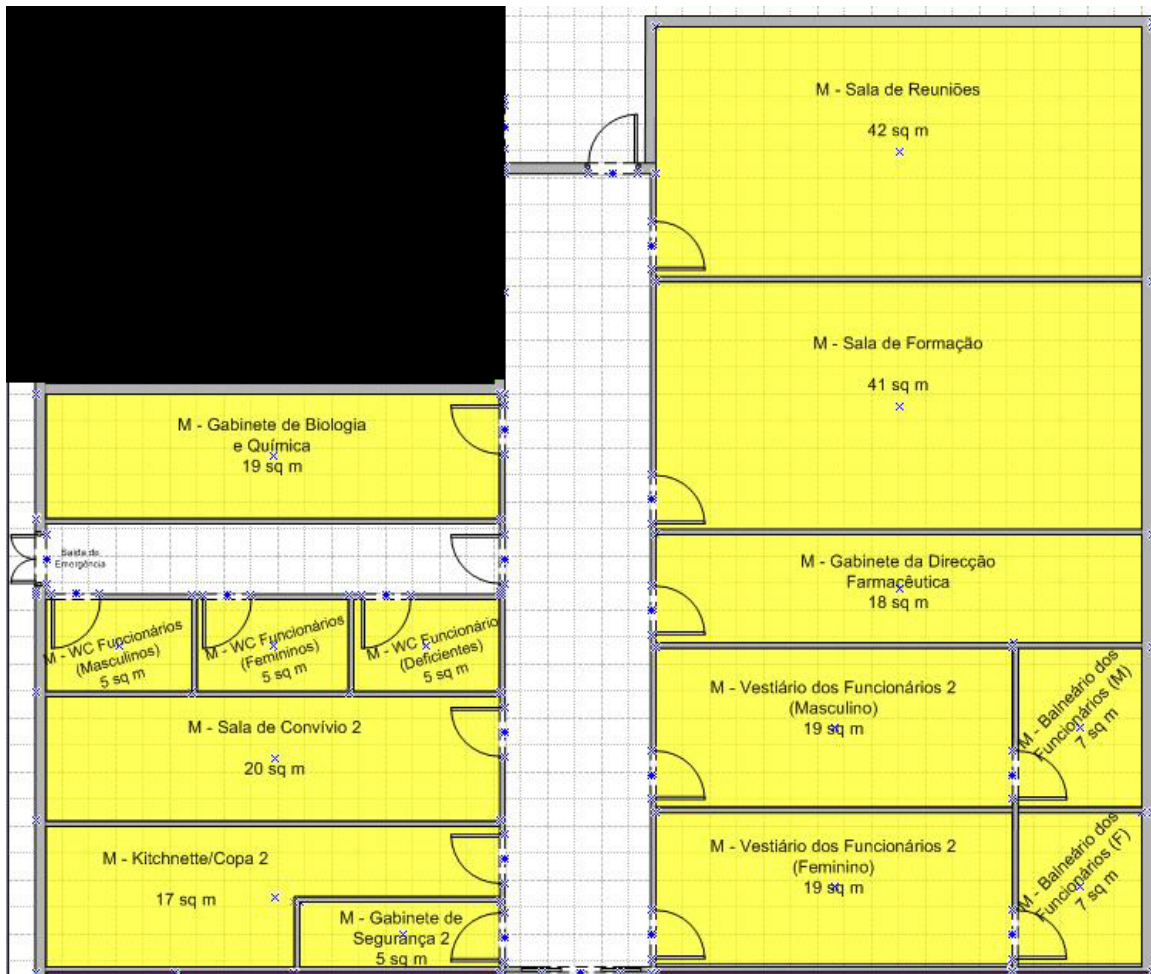 M - Sala de Reuniões
42 sq m
M - Sala de Formação
41 sq m
M - Gabinete de Biologia
e Química
19 sq m
Saída de
Emergência
M - Gabinete da Direcção
Farmacêutica
18 sq m
M - WC Funcionários
(Masculinos)
5 sq m
M - WC Funcionários
(Femininos)
5 sq m
M - WC Funcionário
(Deficientes)
5 sq m
M - Vestiário dos Funcionários 2
(Masculino)
19 sq m
M - Balneário dos
Funcionários (M)
7 sq m
M - Sala de Convívio 2
20 sq m
M - Kitchnette/Copa 2
17 sq m
M - Gabinete de
Segurança 2
5 sq m
M - Vestiário dos Funcionários 2
(Feminino)
19 sq m
M - Balneário dos
Funcionários (F)
7 sq m